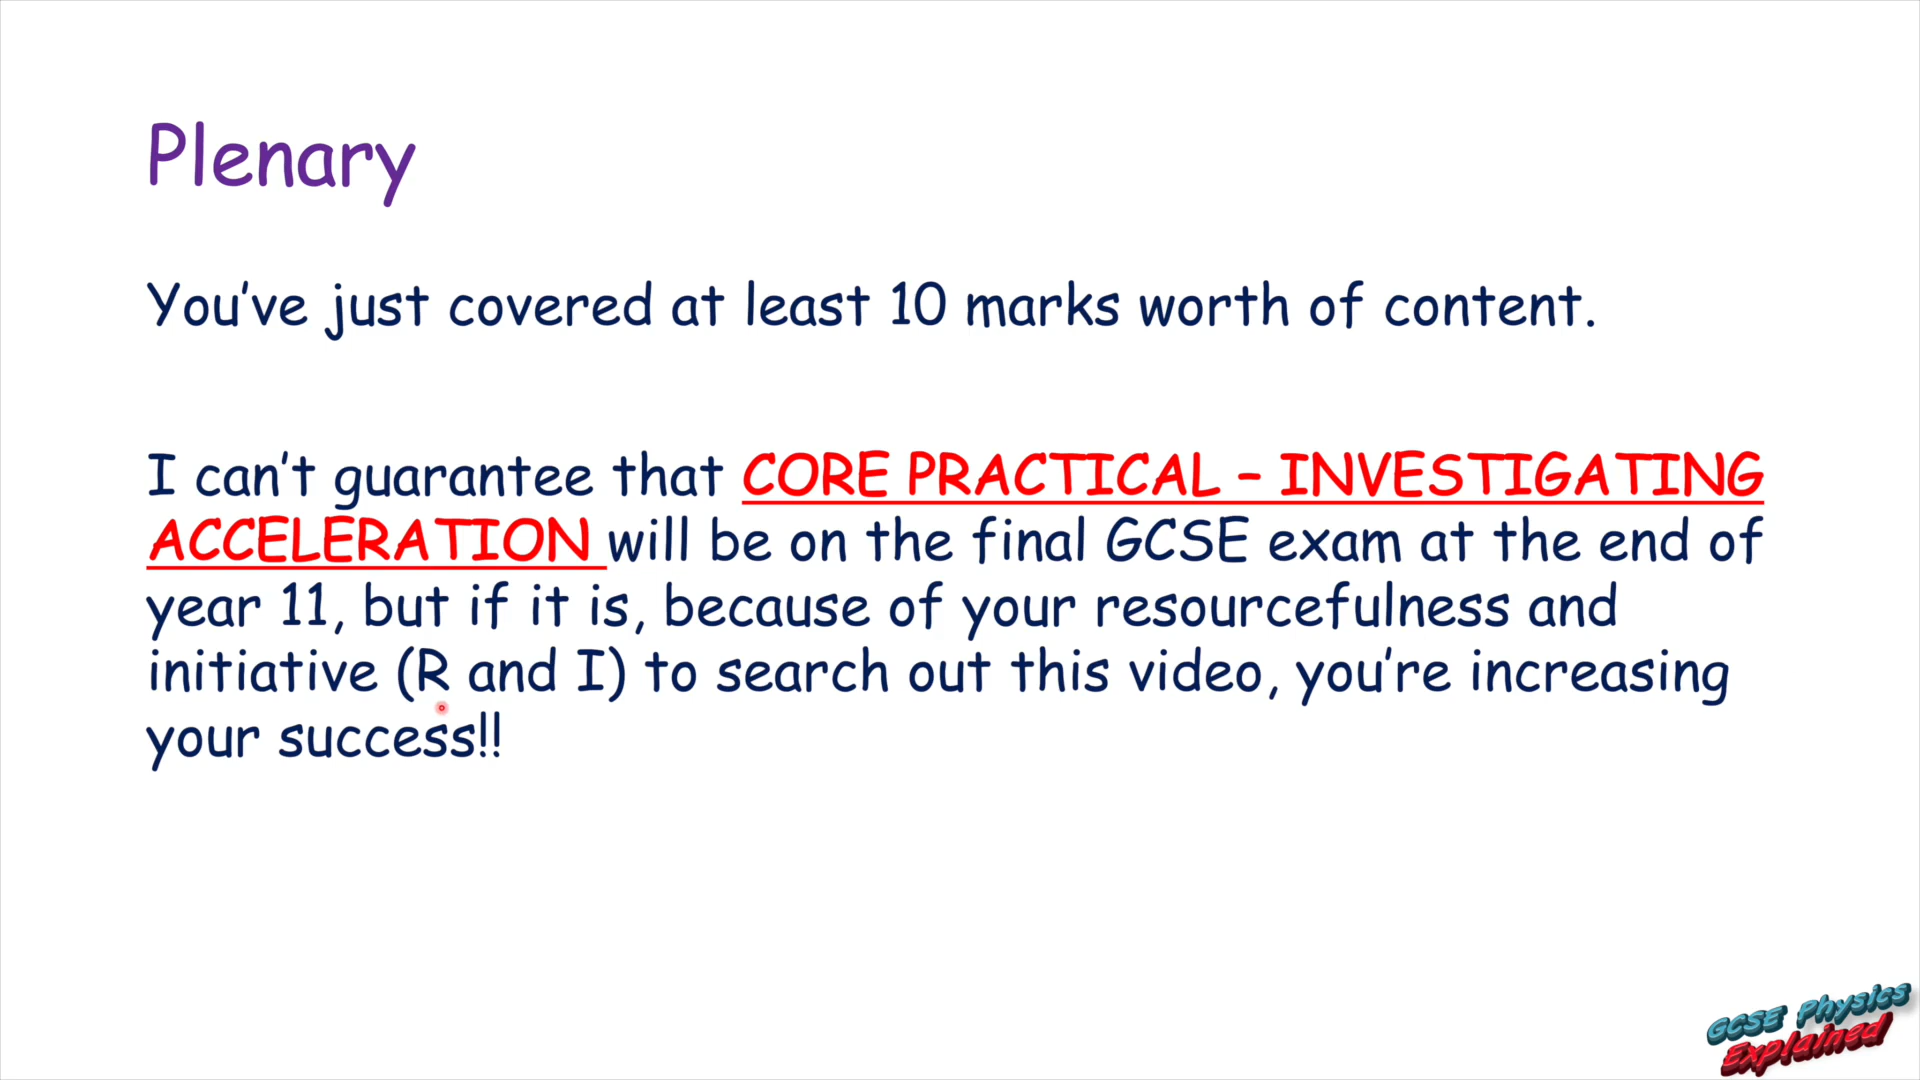 Plenary
You've just covered at least 10 marks worth of content.
I can't guarantee that CORE PRACTICAL – INVESTIGATING
ACCELERATION will be on the final GCSE exam at the end of
year 11, but if it is, because of your resourcefulness and
initiative (R and I) to search out this video, you're increasing
your success!!
GCSE Physics
Explained